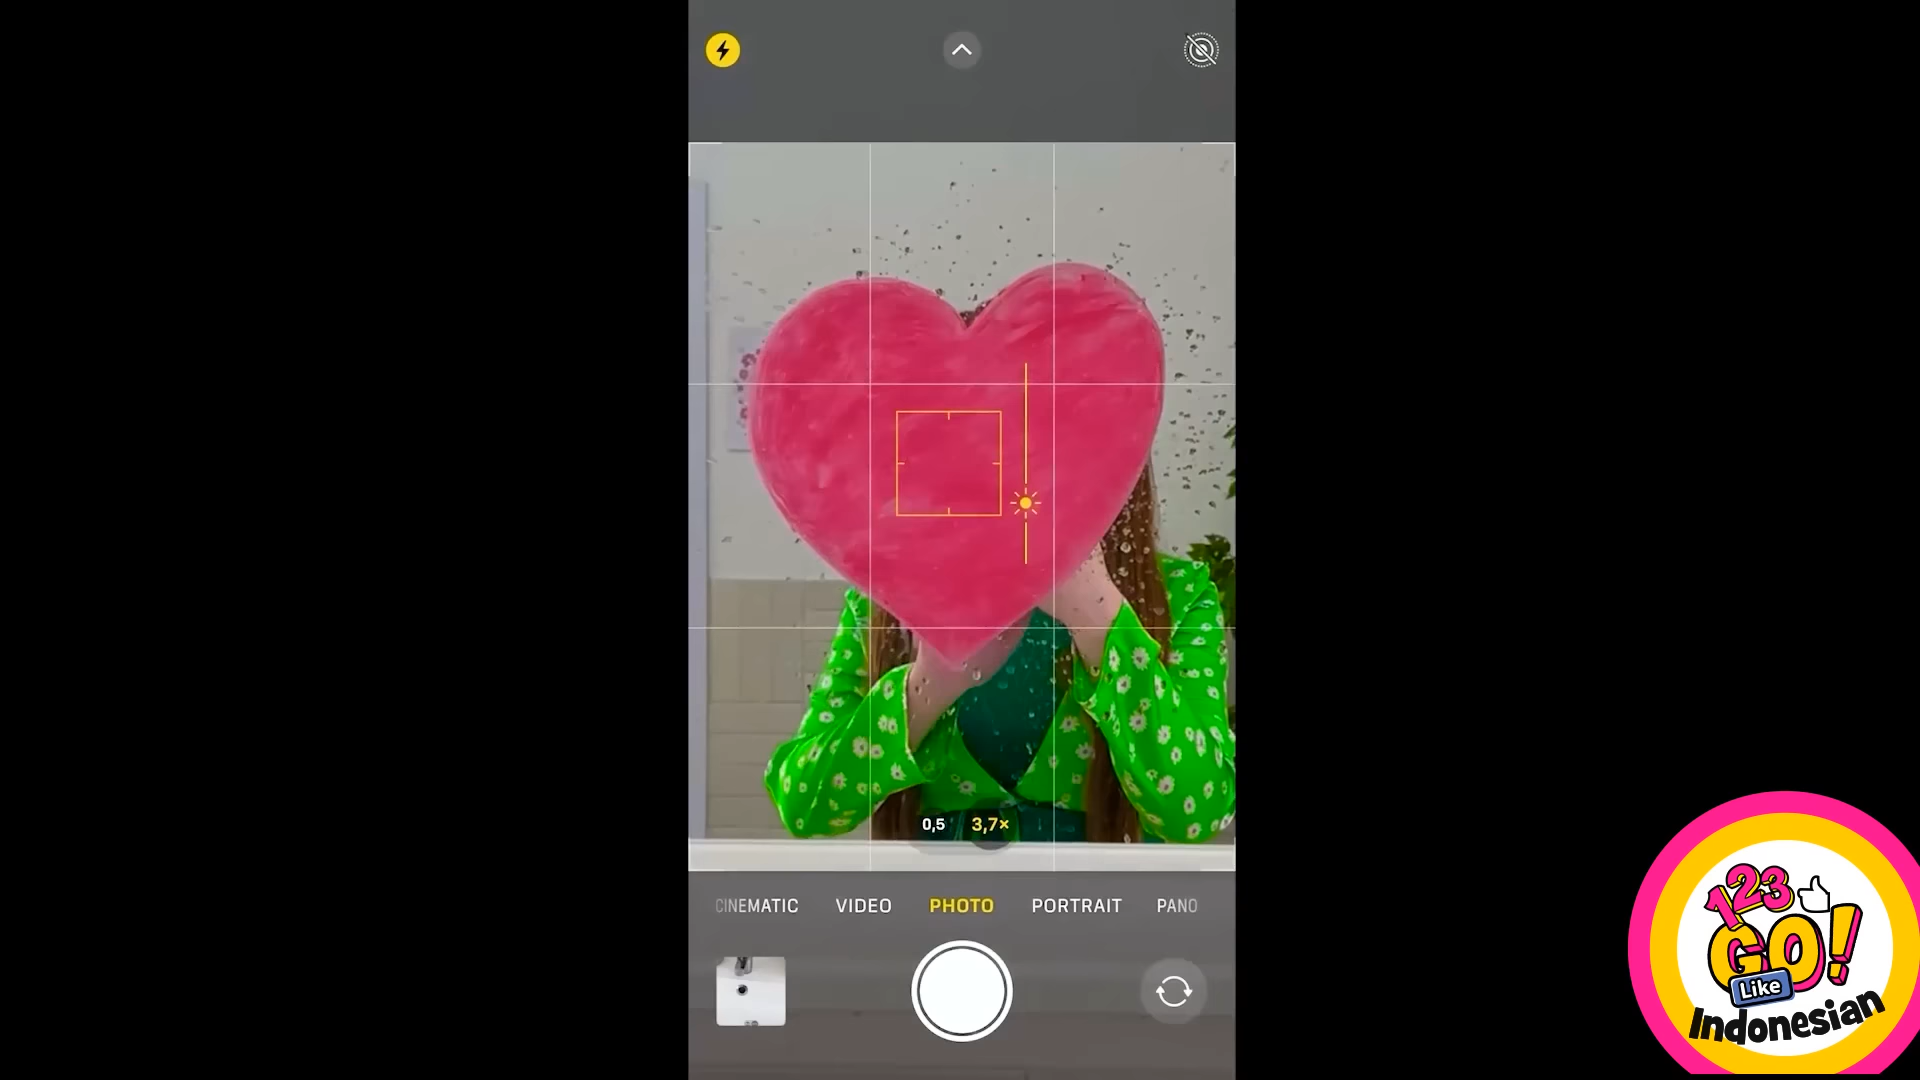 0,5 3,7×
CINEMATIC VIDEO PHOTO PORTRAIT PANO
123
GO!
Like
Indonesian